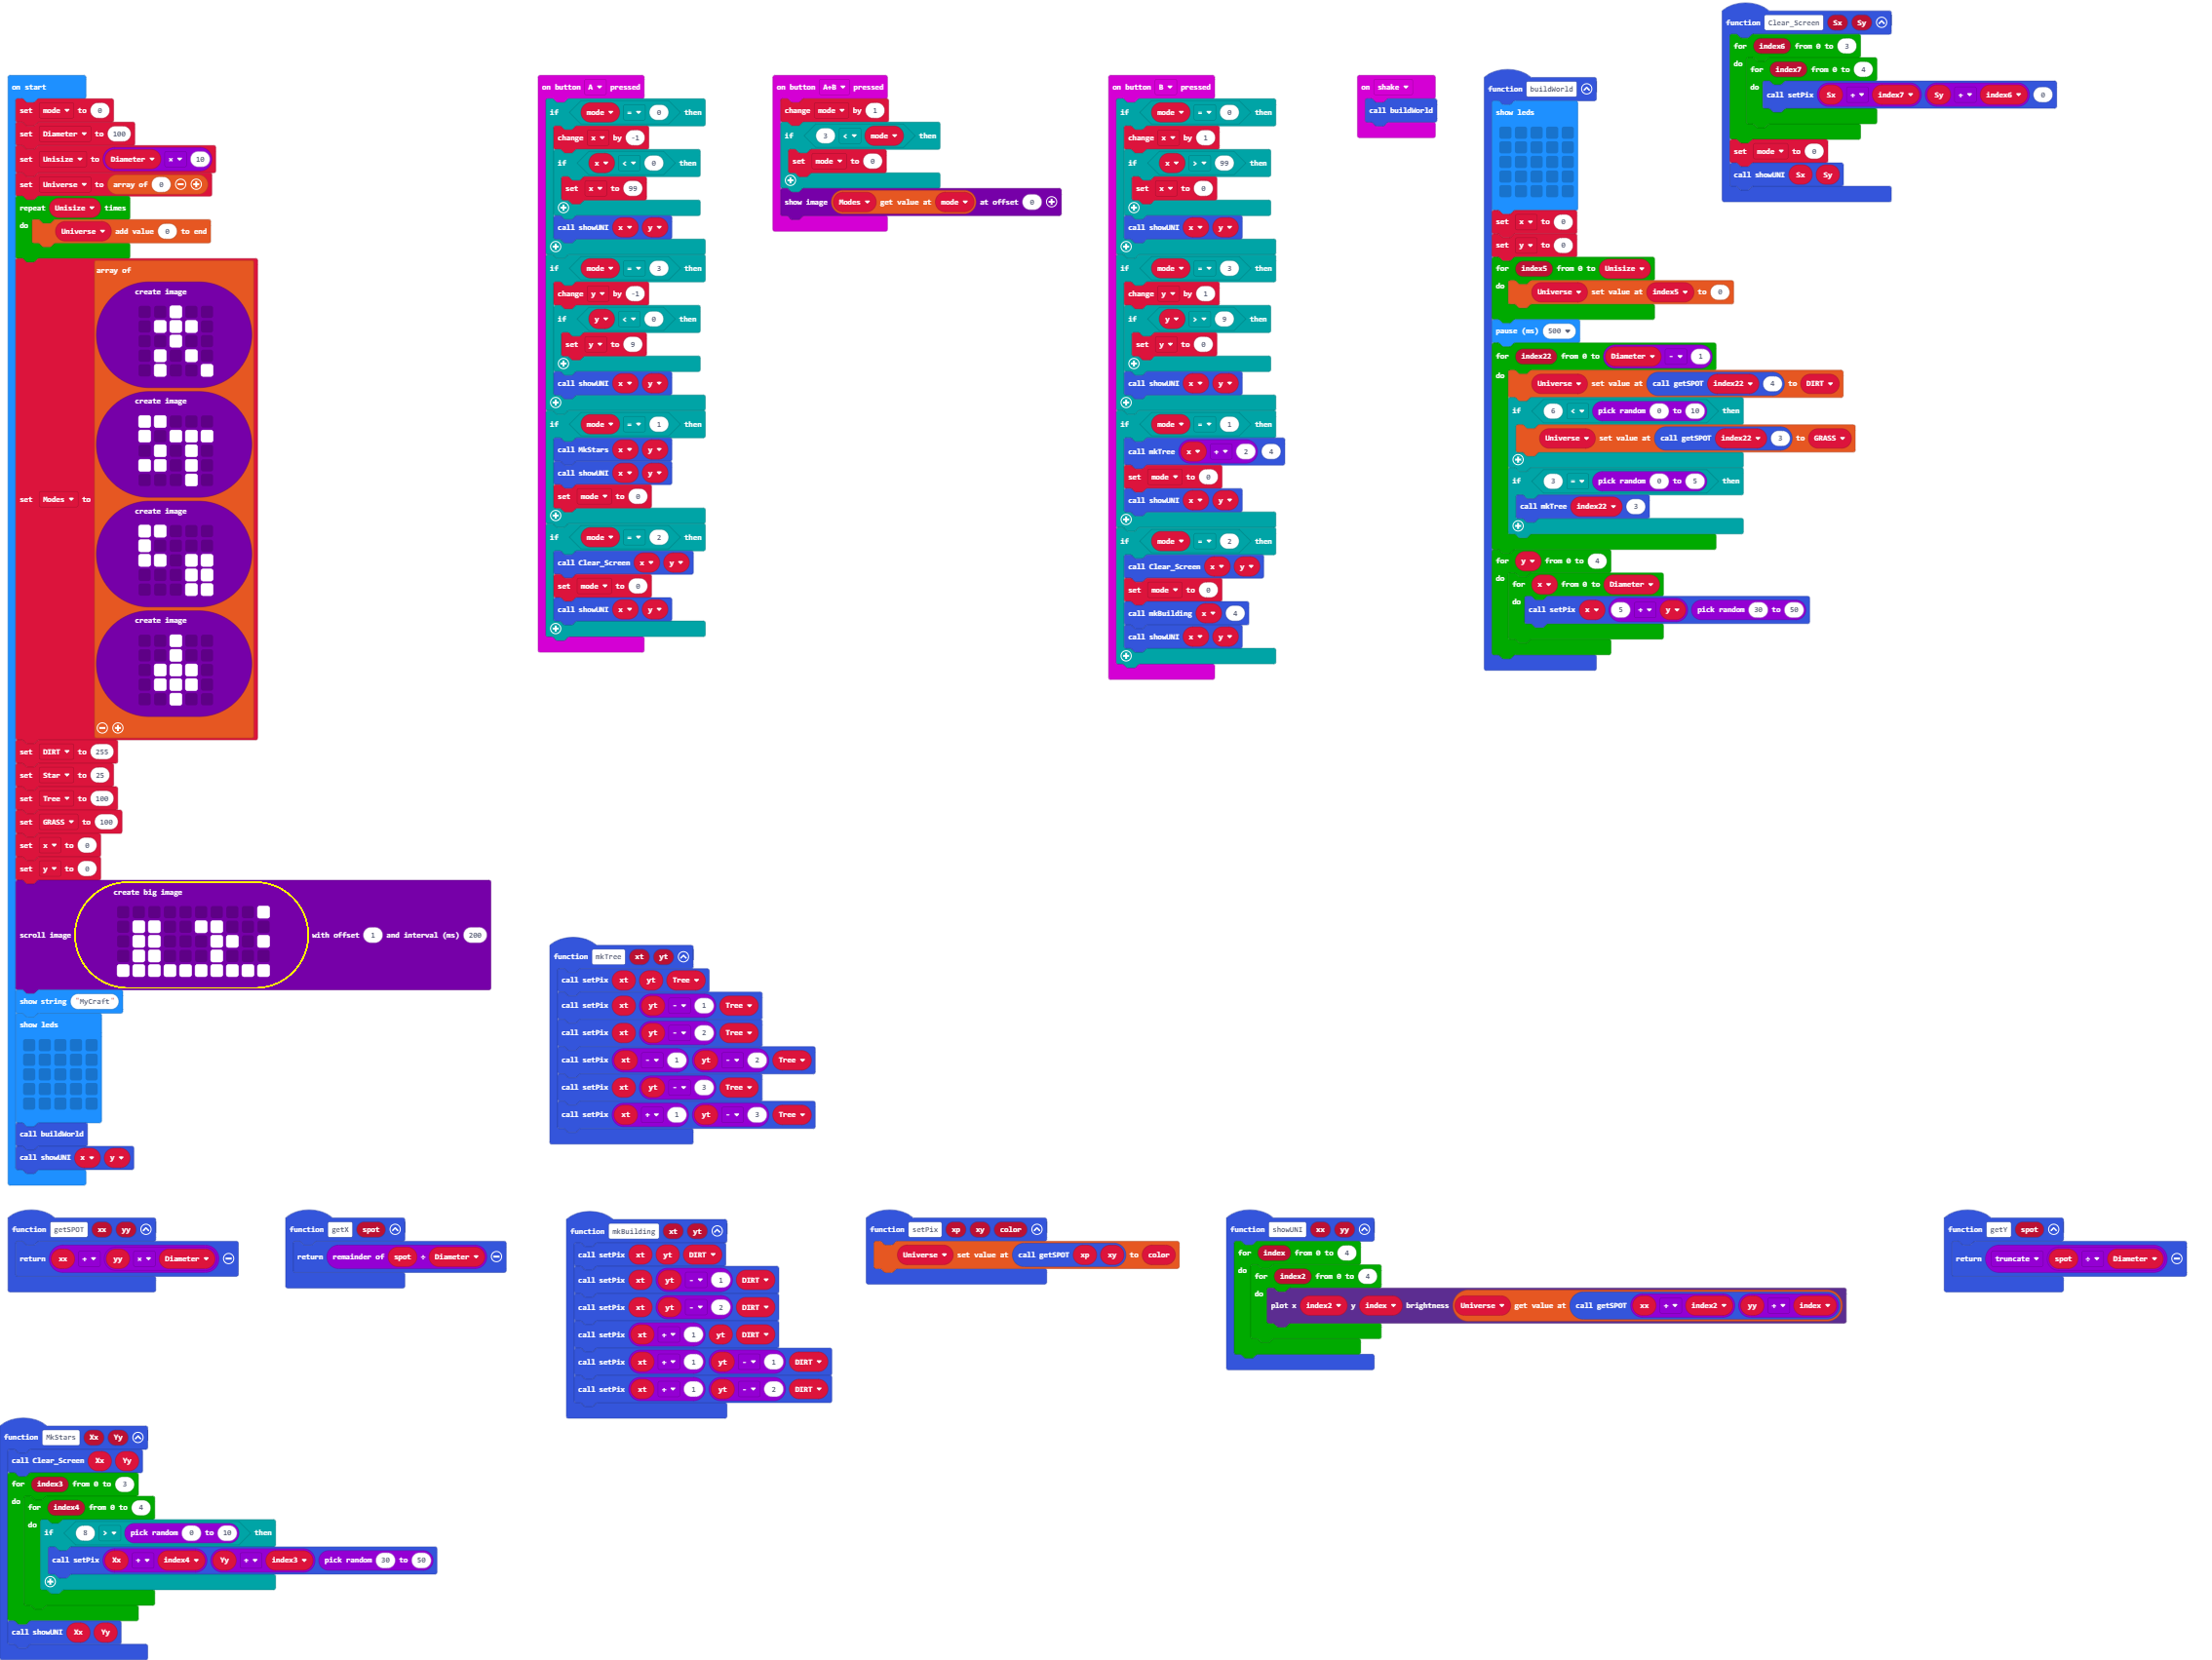 on start
set mode to 0
set Diameter to 100
set Unisize to Diameter × 10
set Universe to array of 0
repeat Unisize times
do Universe add value 0 to end
set Modes to array of
create image
create image
create image
create image
set DIRT to 255
set Star to 25
set Tree to 100
set GRASS to 100
set x to 0
set y to 0
scroll image create big image with offset 1 and interval (ms) 200
show string "MyCraft"
show leds
call buildWorld
call showUNI x y
on button A pressed
if mode = 0 then
change x by -1
if x < 0 then
set x to 99
call showUNI x y
if mode = 3 then
change y by -1
if y < 0 then
set y to 9
call showUNI x y
if mode = 1 then
call MkStars x y
call showUNI x y
set mode to 0
if mode = 2 then
call Clear_Screen x y
set mode to 0
call showUNI x y
on button A+B pressed
change mode by 1
if 3 < mode then
set mode to 0
show image Modes get value at mode at offset 0
on button B pressed
if mode = 0 then
change x by 1
if x > 99 then
set x to 0
call showUNI x y
if mode = 3 then
change y by 1
if y > 9 then
set y to 0
call showUNI x y
if mode = 1 then
call mkTree x + 2 4
set mode to 0
call showUNI x y
if mode = 2 then
call Clear_Screen x y
set mode to 0
call mkBuilding x 4
call showUNI x y
on shake
call buildWorld
function buildWorld
show leds
set x to 0
set y to 0
for index5 from 0 to Unisize
do Universe set value at index5 to 0
pause (ms) 500
for index22 from 0 to Diameter - 1
do Universe set value at call getSPOT index22 4 to DIRT
if 6 < pick random 0 to 10 then
Universe set value at call getSPOT index22 3 to GRASS
if 3 = pick random 0 to 5 then
call mkTree index22 3
for y from 0 to 4
do for x from 0 to Diameter
do call setPix x 5 + y pick random 30 to 50
function Clear_Screen Sx Sy
for index6 from 0 to 3
do for index7 from 0 to 4
do call setPix Sx + index7 Sy + index6 0
set mode to 0
call showUNI Sx Sy
function mkTree xt yt
call setPix xt yt Tree
call setPix xt yt - 1 Tree
call setPix xt yt - 2 Tree
call setPix xt - 1 yt - 2 Tree
call setPix xt yt - 3 Tree
call setPix xt + 1 yt - 3 Tree
function getSPOT xx yy
return xx + yy × Diameter
function getX spot
return remainder of spot ÷ Diameter
function mkBuilding xt yt
call setPix xt yt DIRT
call setPix xt yt - 1 DIRT
call setPix xt yt - 2 DIRT
call setPix xt + 1 yt DIRT
call setPix xt + 1 yt - 1 DIRT
call setPix xt + 1 yt - 2 DIRT
function setPix xp xy color
Universe set value at call getSPOT xp xy to color
function showUNI xx yy
for index from 0 to 4
do for index2 from 0 to 4
do plot x index2 y index brightness Universe get value at call getSPOT xx + index2 yy + index
function getY spot
return truncate spot ÷ Diameter
function MkStars Xx Yy
call Clear_Screen Xx Yy
for index3 from 0 to 3
do for index4 from 0 to 4
do if 8 > pick random 0 to 10 then
call setPix Xx + index4 Yy + index3 pick random 30 to 50
call showUNI Xx Yy